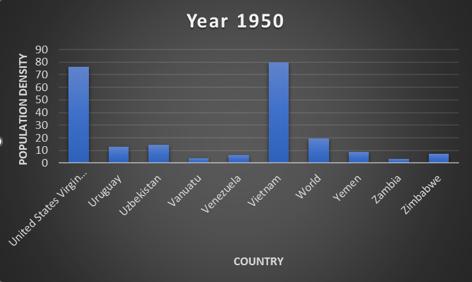 Year 1950
POPULATION DENSITY
90
80
70
60
50
40
30
20
10
0
United States Virgin...
Uruguay
Uzbekistan
Vanuatu
Venezuela
Vietnam
World
Yemen
Zambia
Zimbabwe
COUNTRY